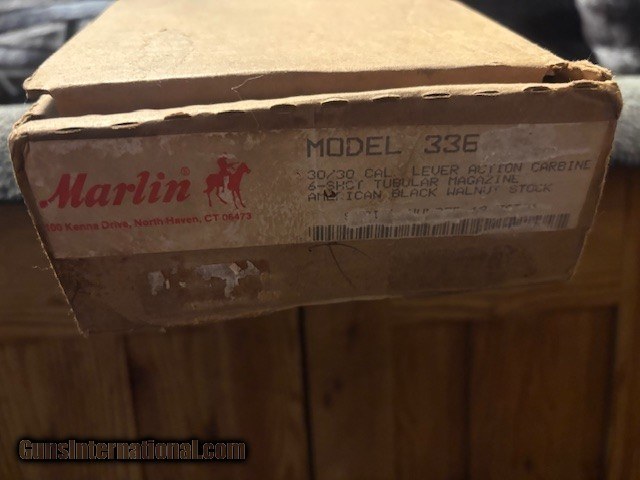 Marlin®
Kenna Drive, North Haven, CT 06473
MODEL 336
30/30 CAL. LEVER ACTION CARBINE
6-SHOT TUBULAR MAGAZINE
AMERICAN BLACK WALNUT STOCK
GunsInternational.com